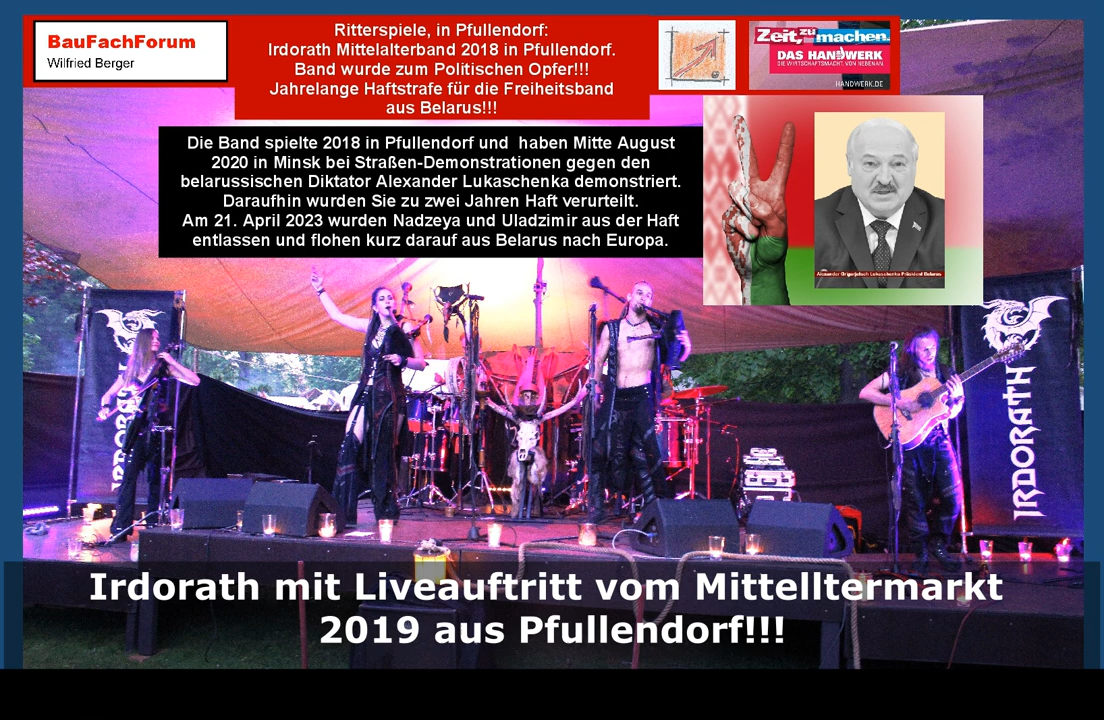 BauFachForum
Wilfried Berger
Ritterspiele, in Pfullendorf:
Irdorath Mittelalterband 2018 in Pfullendorf.
Band wurde zum Politischen Opfer!!!
Jahrelange Haftstrafe für die Freiheitsband
aus Belarus!!!
Zeit, zu machen.
DAS HANDWERK
DIE WIRTSCHAFTSMACHT VON NEBENAN
HANDWERK.DE
Die Band spielte 2018 in Pfullendorf und haben Mitte August
2020 in Minsk bei Straßen-Demonstrationen gegen den
belarussischen Diktator Alexander Lukaschenka demonstriert.
Daraufhin wurden Sie zu zwei Jahren Haft verurteilt.
Am 21. April 2023 wurden Nadzeya und Uladzimir aus der Haft
entlassen und flohen kurz darauf aus Belarus nach Europa.
Alexander Grigorjetsch Lukaschenka Präsident Belarus
IRDORATH
IRDORATH
Irdorath mit Liveauftritt vom Mittelltermarkt
2019 aus Pfullendorf!!!